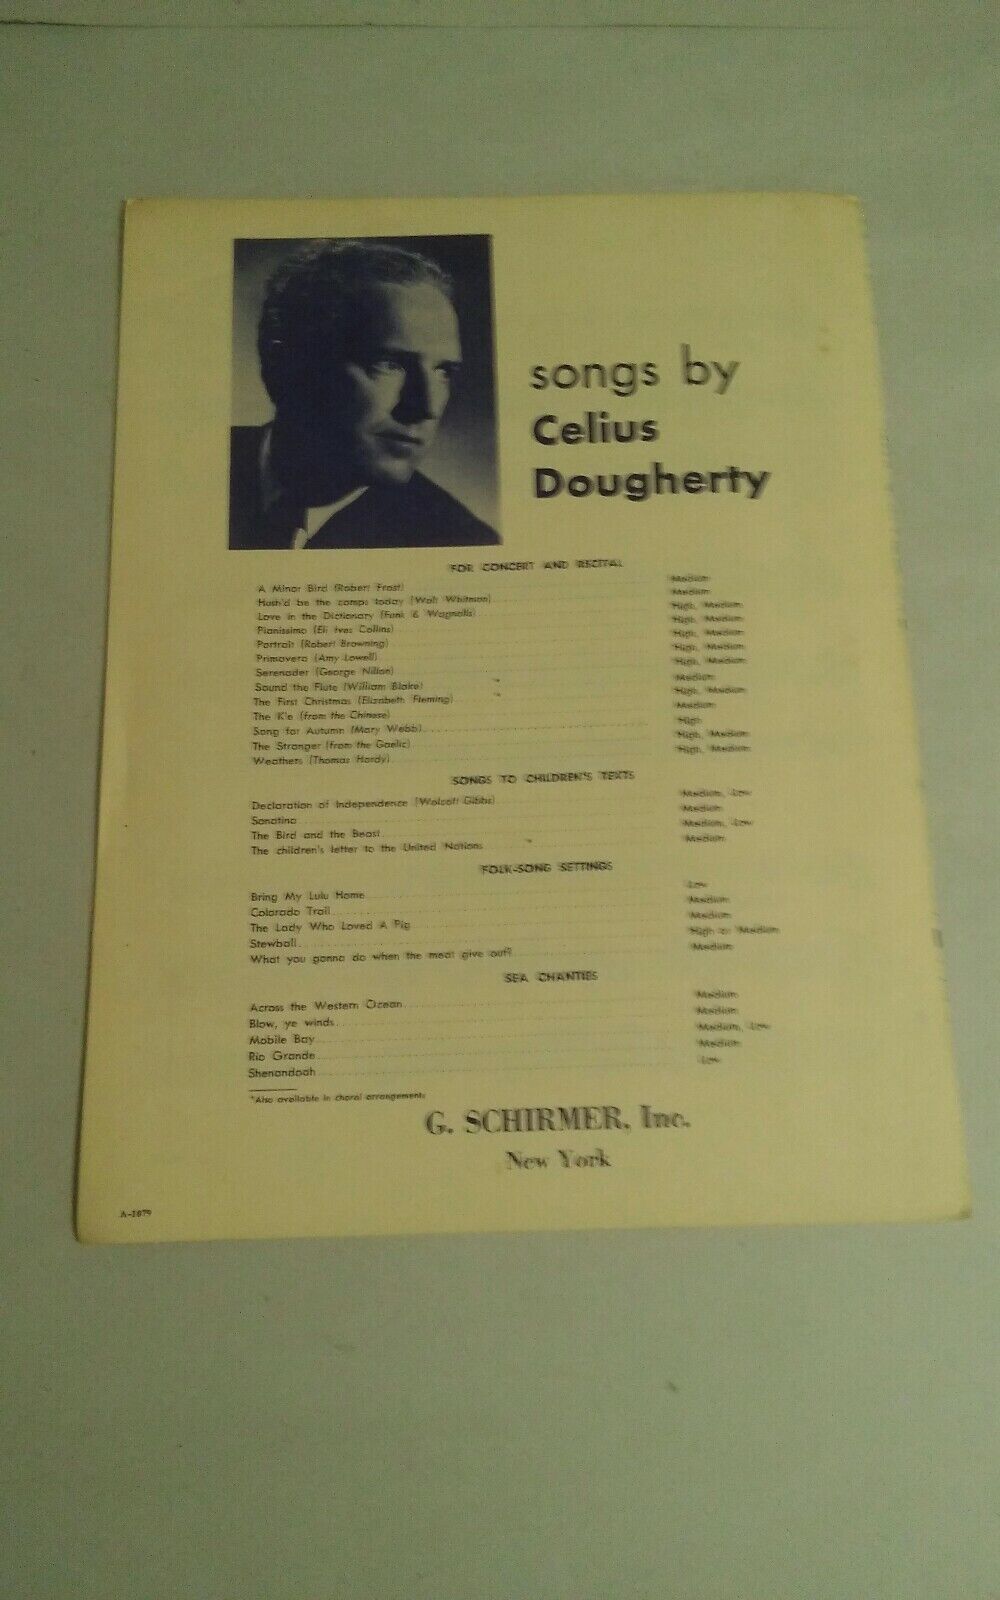 songs by
Celius
Dougherty
FOR CONCERT AND RECITAL
A Minor Bird (Robert Frost) Medium
Hush'd be the camps today (Walt Whitman) Medium
Love in the Dictionary (Funk & Wagnalls) High, Medium
Pianissimo (Eli Ives Collins) High, Medium
Portrait (Robert Browning) High, Medium
Primavera (Amy Lowell) High, Medium
Serenader (George Dillon) High, Medium
Sound the Flute (William Blake) Medium
The First Christmas (Elizabeth Fleming) High, Medium
The K'e (from the Chinese) Medium
Song for Autumn (Mary Webb) High
The Stranger (from the Gaelic) High, Medium
Weathers (Thomas Hardy) High, Medium
SONGS TO CHILDREN'S TEXTS
Declaration of Independence (Wolcott Gibbs) Medium, Low
Sonatina Medium
The Bird and the Beast Medium, Low
The children's letter to the United Nations Medium
FOLK-SONG SETTINGS
Bring My Lulu Home Low
Colorado Trail Medium
The Lady Who Loved A Pig Medium
Stewball High or Medium
What you gonna do when the meat give out? Medium
SEA CHANTIES
Across the Western Ocean Medium
Blow, ye winds Medium
Mobile Bay Medium, Low
Rio Grande Medium
Shenandoah Low
*Also available in choral arrangements
G. SCHIRMER, Inc.
New York
A-1079